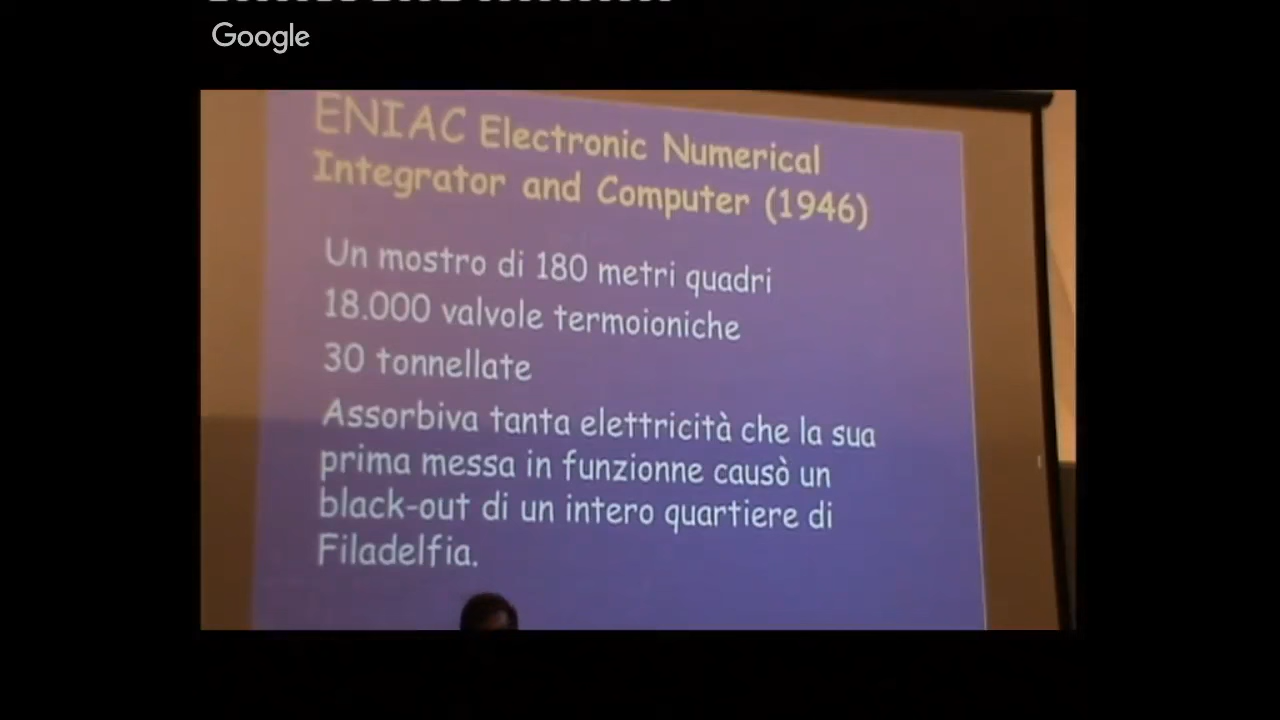 Google
ENIAC Electronic Numerical
Integrator and Computer (1946)
Un mostro di 180 metri quadri
18.000 valvole termoioniche
30 tonnellate
Assorbiva tanta elettricità che la sua
prima messa in funzionne causò un
black-out di un intero quartiere di
Filadelfia.